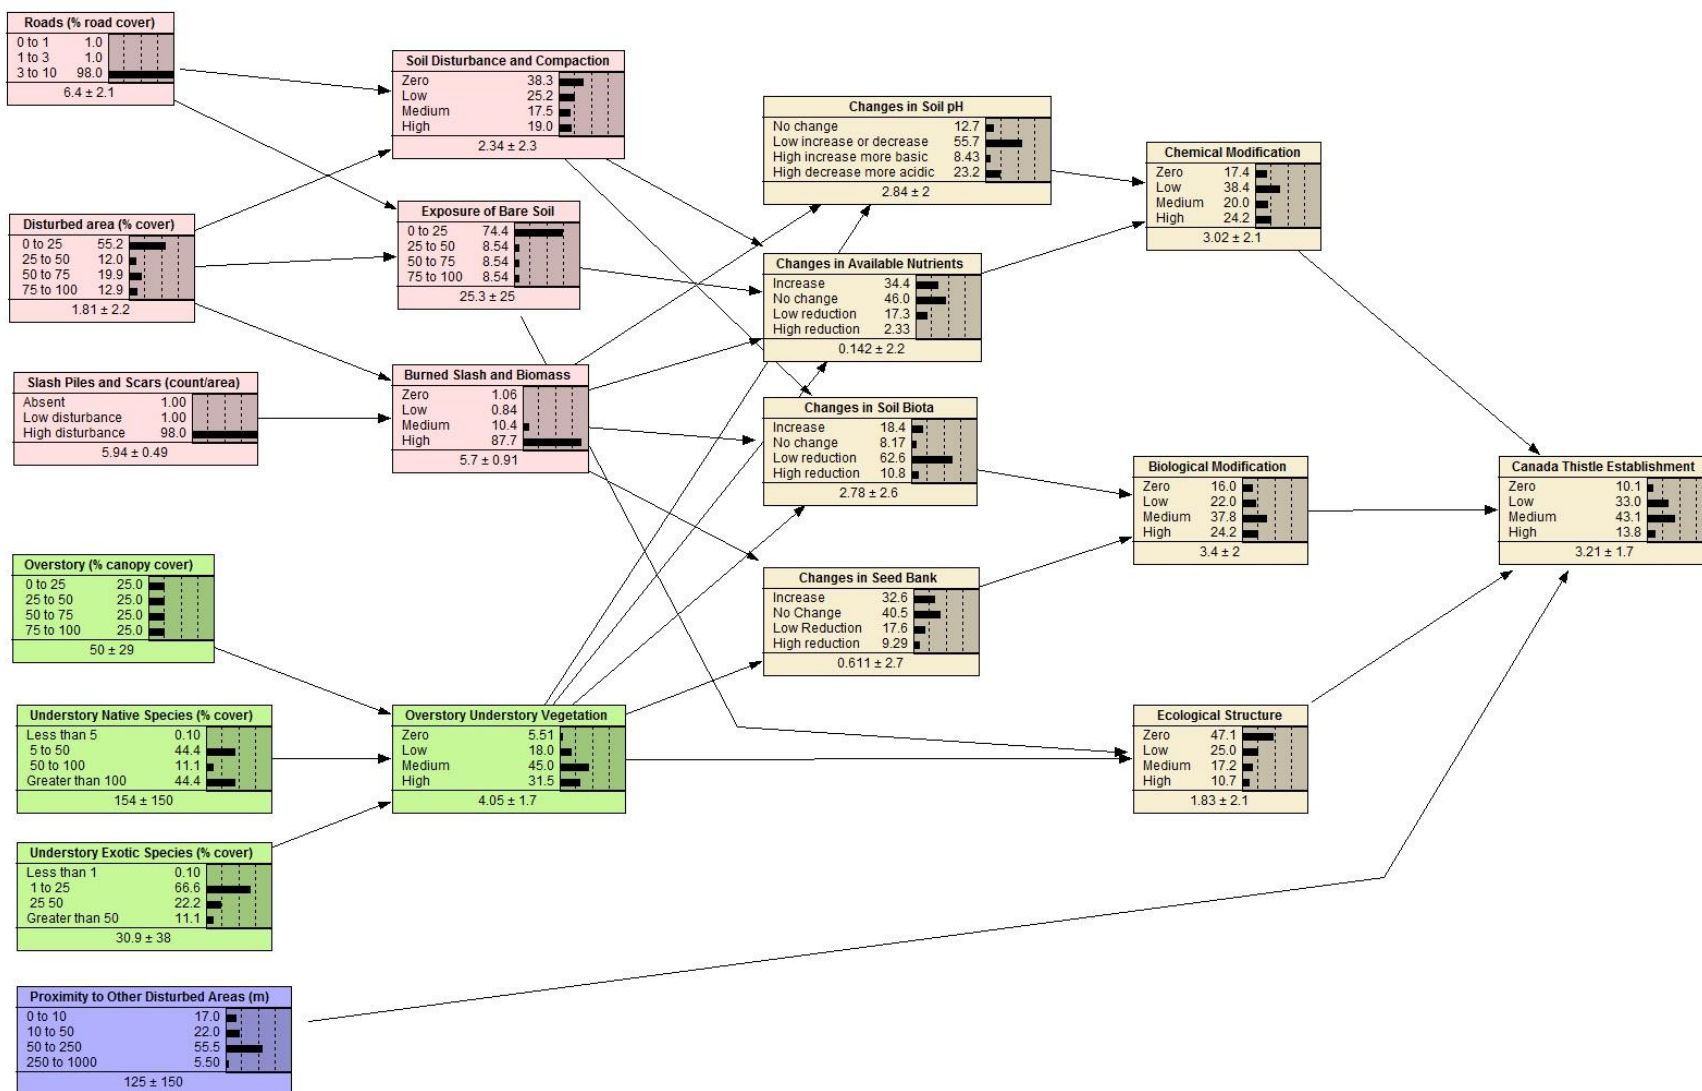 Roads (% road cover)
0 to 1 1.0
1 to 3 1.0
3 to 10 98.0
6.4 ± 2.1
Disturbed area (% cover)
0 to 25 55.2
25 to 50 12.0
50 to 75 19.9
75 to 100 12.9
1.81 ± 2.2
Slash Piles and Scars (count/area)
Absent 1.00
Low disturbance 1.00
High disturbance 98.0
5.94 ± 0.49
Overstory (% canopy cover)
0 to 25 25.0
25 to 50 25.0
50 to 75 25.0
75 to 100 25.0
50 ± 29
Understory Native Species (% cover)
Less than 5 0.10
5 to 50 44.4
50 to 100 11.1
Greater than 100 44.4
154 ± 150
Understory Exotic Species (% cover)
Less than 1 0.10
1 to 25 66.6
25 50 22.2
Greater than 50 11.1
30.9 ± 38
Proximity to Other Disturbed Areas (m)
0 to 10 17.0
10 to 50 22.0
50 to 250 55.5
250 to 1000 5.50
125 ± 150
Soil Disturbance and Compaction
Zero 38.3
Low 25.2
Medium 17.5
High 19.0
2.34 ± 2.3
Exposure of Bare Soil
0 to 25 74.4
25 to 50 8.54
50 to 75 8.54
75 to 100 8.54
25.3 ± 25
Burned Slash and Biomass
Zero 1.06
Low 0.84
Medium 10.4
High 87.7
5.7 ± 0.91
Overstory Understory Vegetation
Zero 5.51
Low 18.0
Medium 45.0
High 31.5
4.05 ± 1.7
Changes in Soil pH
No change 12.7
Low increase or decrease 55.7
High increase more basic 8.43
High decrease more acidic 23.2
2.84 ± 2
Changes in Available Nutrients
Increase 34.4
No change 46.0
Low reduction 17.3
High reduction 2.33
0.142 ± 2.2
Changes in Soil Biota
Increase 18.4
No change 8.17
Low reduction 62.6
High reduction 10.8
2.78 ± 2.6
Changes in Seed Bank
Increase 32.6
No Change 40.5
Low Reduction 17.6
High reduction 9.29
0.611 ± 2.7
Chemical Modification
Zero 17.4
Low 38.4
Medium 20.0
High 24.2
3.02 ± 2.1
Biological Modification
Zero 16.0
Low 22.0
Medium 37.8
High 24.2
3.4 ± 2
Ecological Structure
Zero 47.1
Low 25.0
Medium 17.2
High 10.7
1.83 ± 2.1
Canada Thistle Establishment
Zero 10.1
Low 33.0
Medium 43.1
High 13.8
3.21 ± 1.7